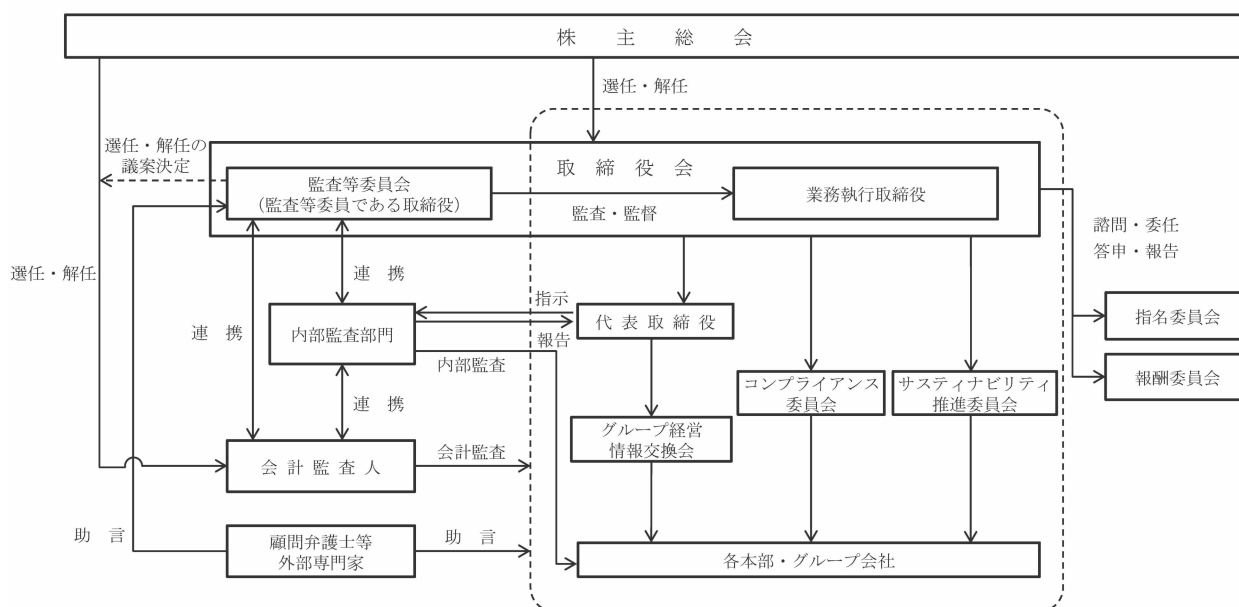 株主総会
選任・解任
選任・解任の
議案決定
取締役会
監査等委員会
(監査等委員である取締役)
業務執行取締役
監査・監督
諮問・委任
答申・報告
選任・解任
連携
連携
指示
代表取締役
内部監査部門
報告
内部監査
指名委員会
報酬委員会
コンプライアンス
委員会
サスティナビリティ
推進委員会
連携
グループ経営
情報交換会
会計監査人
会計監査
助言
顧問弁護士等
外部専門家
助言
各本部・グループ会社